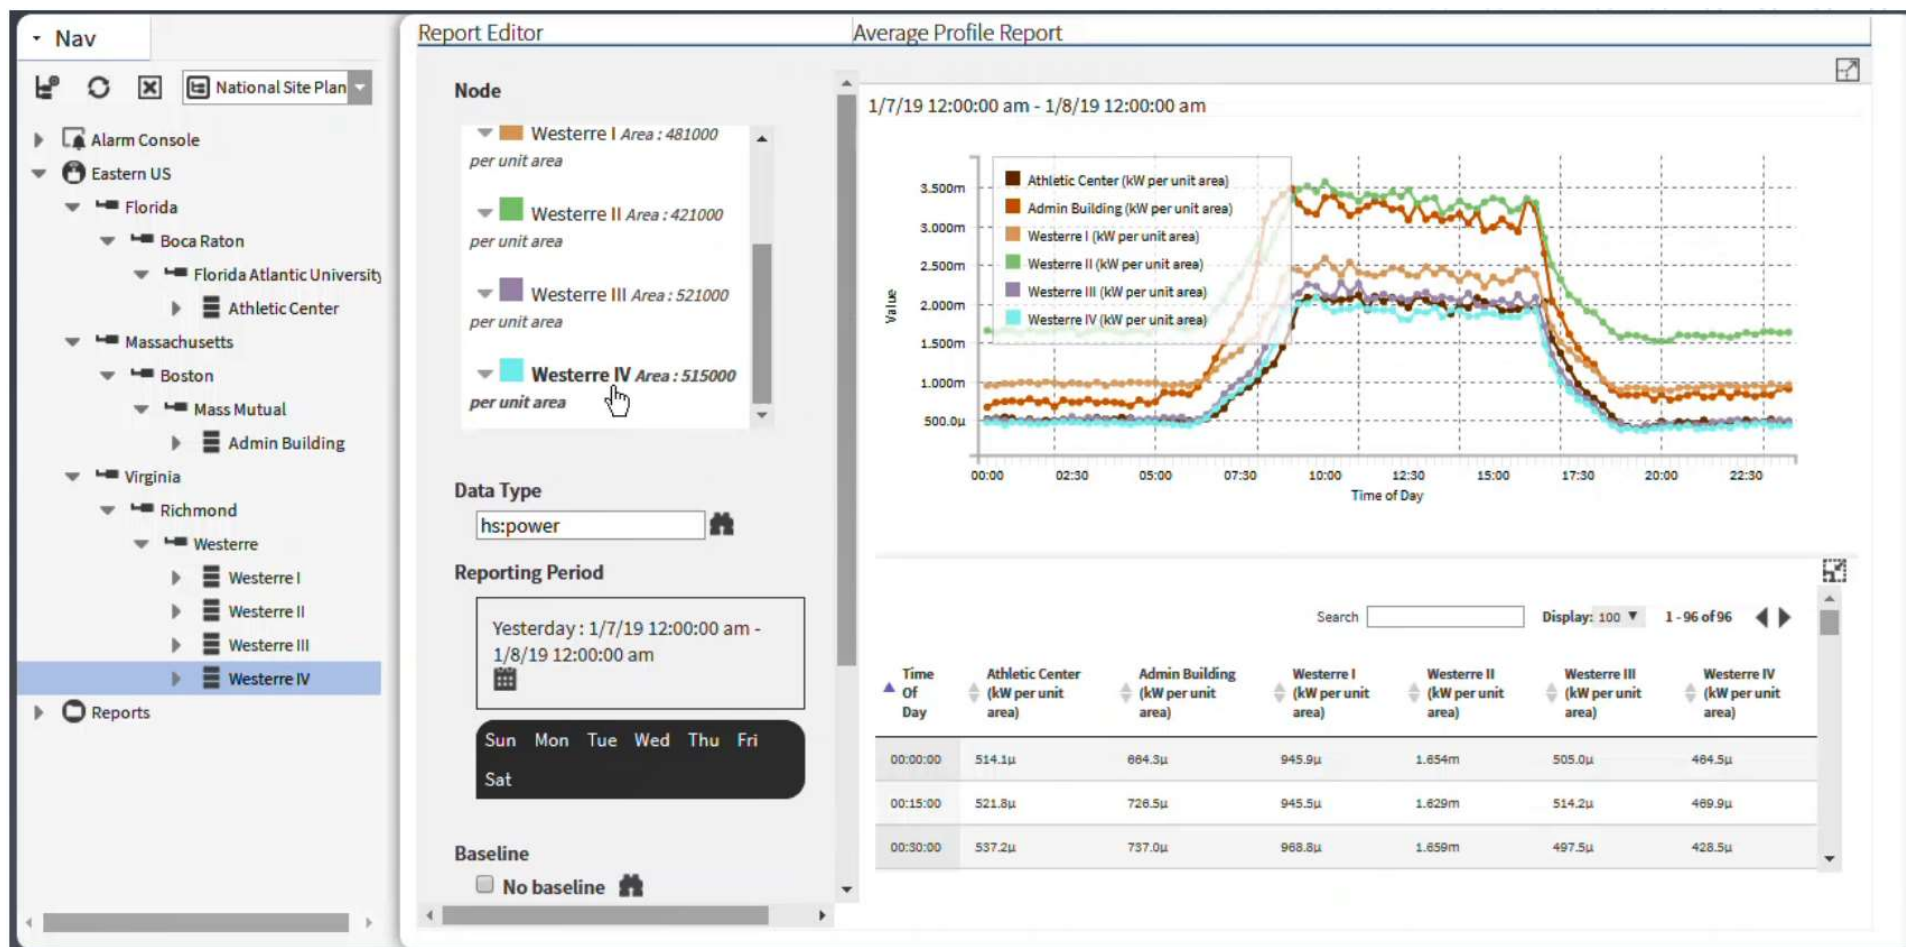 Nav
National Site Plan
Alarm Console
Eastern US
Florida
Boca Raton
Florida Atlantic University
Athletic Center
Massachusetts
Boston
Mass Mutual
Admin Building
Virginia
Richmond
Westerre
Westerre I
Westerre II
Westerre III
Westerre IV
Reports
Report Editor
Node
Westerre I Area : 481000
per unit area
Westerre II Area : 421000
per unit area
Westerre III Area : 521000
per unit area
Westerre IV Area : 515000
per unit area
Data Type
hs:power
Reporting Period
Yesterday : 1/7/19 12:00:00 am -
1/8/19 12:00:00 am
Sun Mon Tue Wed Thu Fri
Sat
Baseline
No baseline
Average Profile Report
1/7/19 12:00:00 am - 1/8/19 12:00:00 am
Value
3.500m
3.000m
2.500m
2.000m
1.500m
1.000m
500.0µ
Athletic Center (kW per unit area)
Admin Building (kW per unit area)
Westerre I (kW per unit area)
Westerre II (kW per unit area)
Westerre III (kW per unit area)
Westerre IV (kW per unit area)
00:00 02:30 05:00 07:30 10:00 12:30 15:00 17:30 20:00 22:30
Time of Day
Search Display: 100 1 - 96 of 96
Time Of Day
Athletic Center (kW per unit area)
Admin Building (kW per unit area)
Westerre I (kW per unit area)
Westerre II (kW per unit area)
Westerre III (kW per unit area)
Westerre IV (kW per unit area)
00:00:00 514.1µ 664.3µ 945.9µ 1.654m 505.0µ 464.5µ
00:15:00 521.8µ 726.5µ 945.5µ 1.629m 514.2µ 469.9µ
00:30:00 537.2µ 737.0µ 968.8µ 1.659m 497.5µ 428.5µ